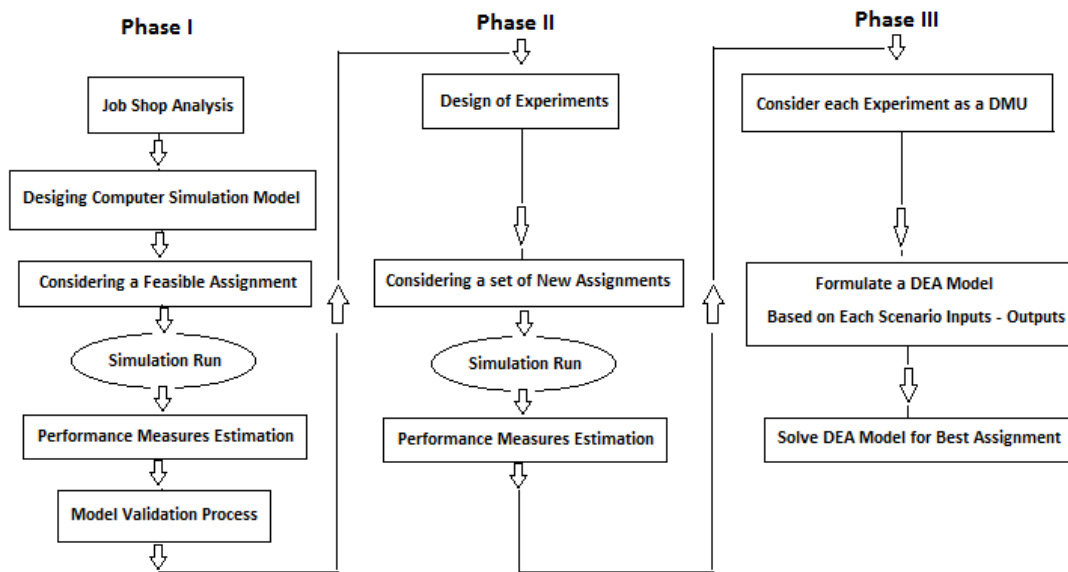 Phase I
Job Shop Analysis
Desiging Computer Simulation Model
Considering a Feasible Assignment
Simulation Run
Performance Measures Estimation
Model Validation Process
Phase II
Design of Experiments
Considering a set of New Assignments
Simulation Run
Performance Measures Estimation
Phase III
Consider each Experiment as a DMU
Formulate a DEA Model
Based on Each Scenario Inputs - Outputs
Solve DEA Model for Best Assignment